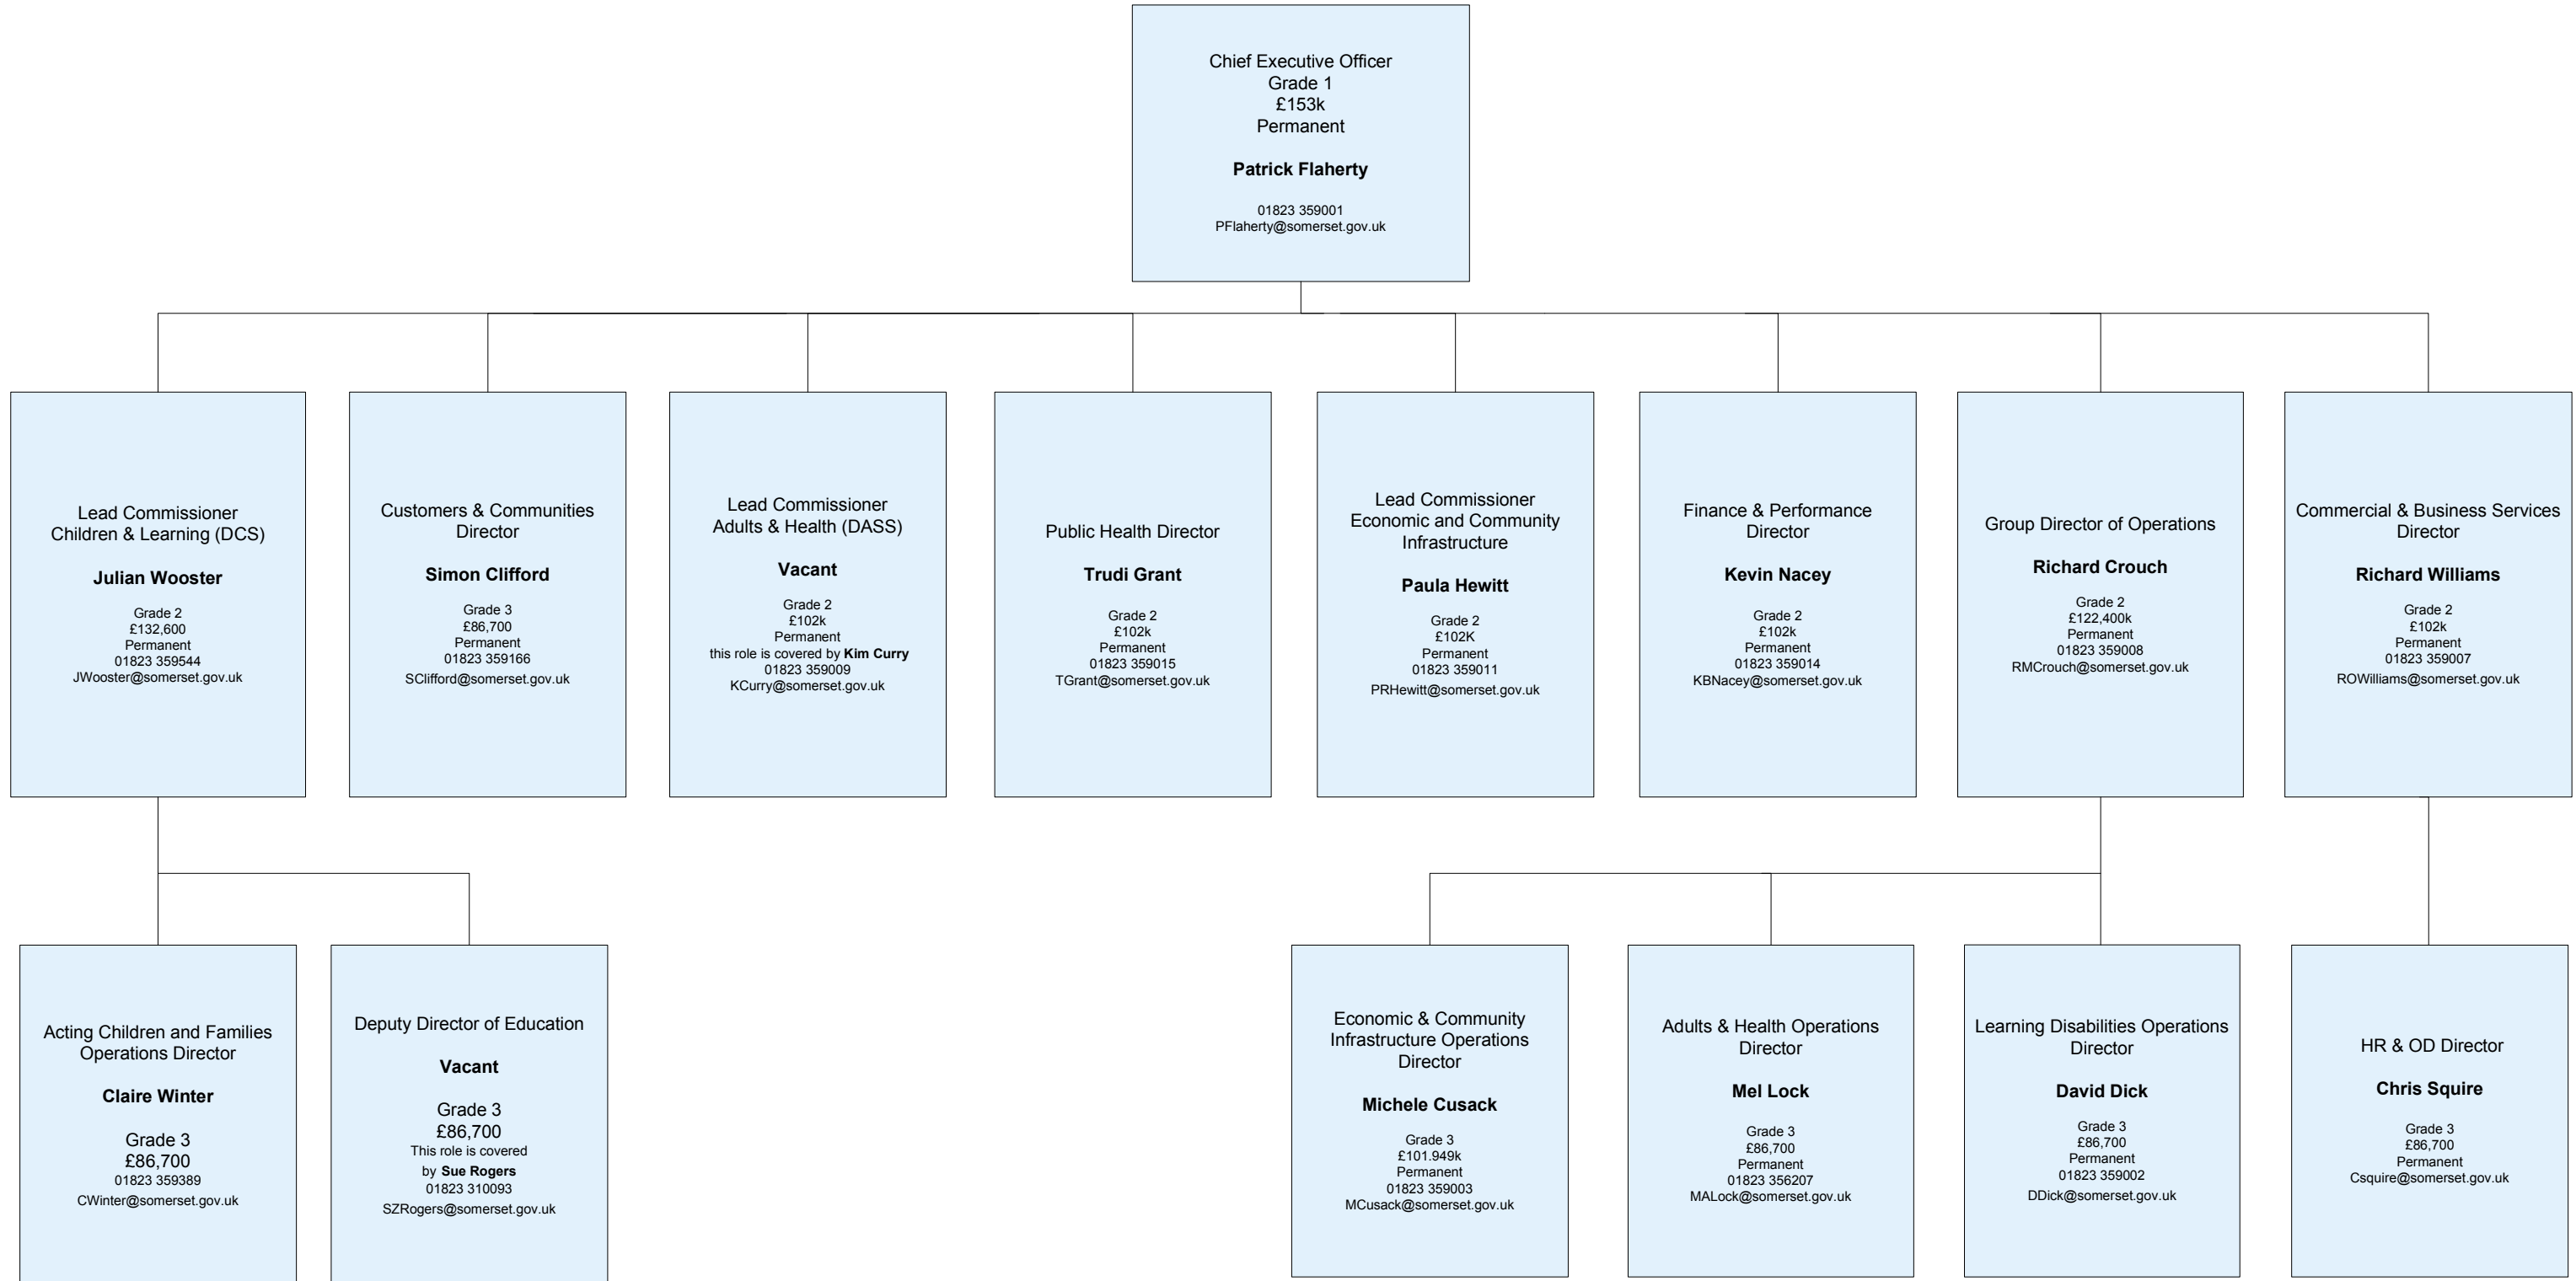 Chief Executive Officer
Grade 1
£153k
Permanent
Patrick Flaherty
01823 359001
PFlaherty@somerset.gov.uk
Lead Commissioner
Children & Learning (DCS)
Julian Wooster
Grade 2
£132,600
Permanent
01823 359544
JWooster@somerset.gov.uk
Customers & Communities
Director
Simon Clifford
Grade 3
£86,700
Permanent
01823 359166
SClifford@somerset.gov.uk
Lead Commissioner
Adults & Health (DASS)
Vacant
Grade 2
£102k
Permanent
this role is covered by Kim Curry
01823 359009
KCurry@somerset.gov.uk
Public Health Director
Trudi Grant
Grade 2
£102k
Permanent
01823 359015
TGrant@somerset.gov.uk
Lead Commissioner
Economic and Community
Infrastructure
Paula Hewitt
Grade 2
£102K
Permanent
01823 359011
PRHewitt@somerset.gov.uk
Finance & Performance
Director
Kevin Nacey
Grade 2
£102k
Permanent
01823 359014
KBNacey@somerset.gov.uk
Group Director of Operations
Richard Crouch
Grade 2
£122,400k
Permanent
01823 359008
RMCrouch@somerset.gov.uk
Commercial & Business Services
Director
Richard Williams
Grade 2
£102k
Permanent
01823 359007
ROWilliams@somerset.gov.uk
Acting Children and Families
Operations Director
Claire Winter
Grade 3
£86,700
01823 359389
CWinter@somerset.gov.uk
Deputy Director of Education
Vacant
Grade 3
£86,700
This role is covered
by Sue Rogers
01823 310093
SZRogers@somerset.gov.uk
Economic & Community
Infrastructure Operations
Director
Michele Cusack
Grade 3
£101.949k
Permanent
01823 359003
MCusack@somerset.gov.uk
Adults & Health Operations
Director
Mel Lock
Grade 3
£86,700
Permanent
01823 356207
MALock@somerset.gov.uk
Learning Disabilities Operations
Director
David Dick
Grade 3
£86,700
Permanent
01823 359002
DDick@somerset.gov.uk
HR & OD Director
Chris Squire
Grade 3
£86,700
Permanent
Csquire@somerset.gov.uk